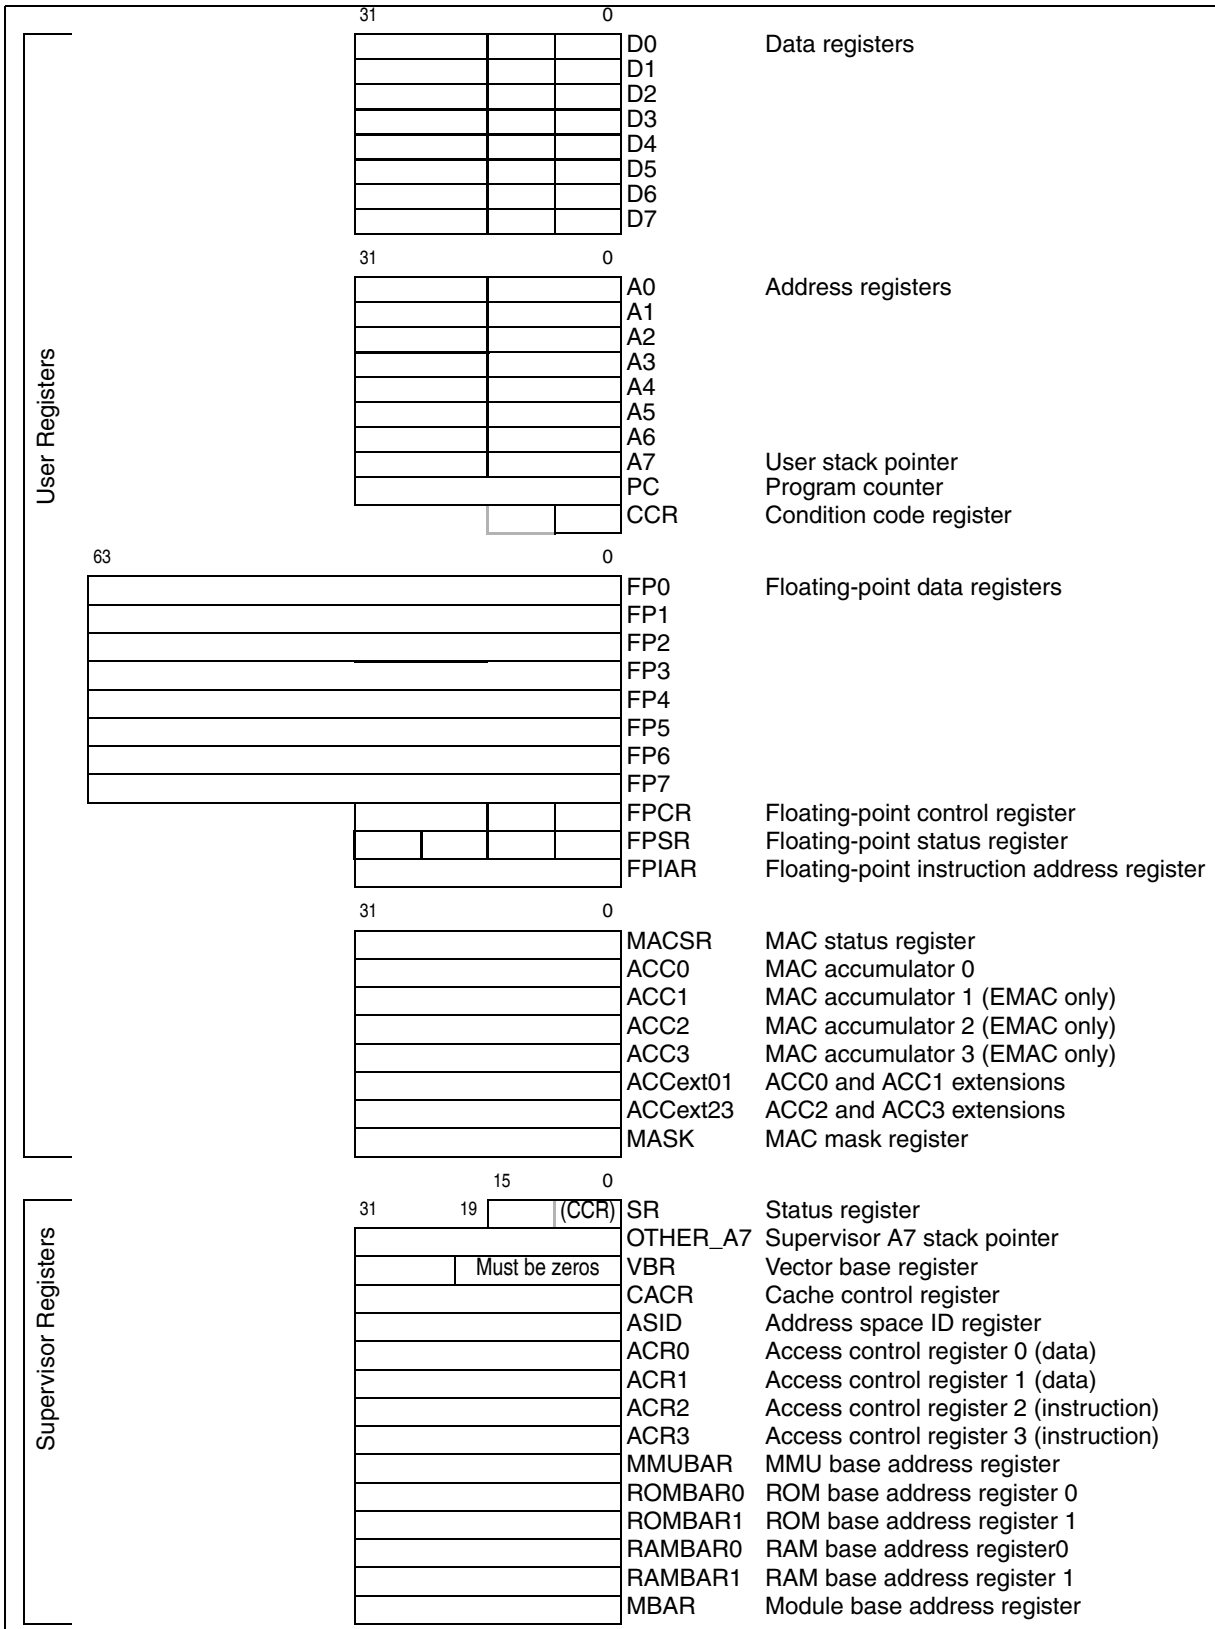 31 0
D0 Data registers
D1
D2
D3
D4
D5
D6
D7
31 0
A0 Address registers
A1
A2
A3
A4
A5
A6
A7 User stack pointer
PC Program counter
CCR Condition code register
User Registers
63 0
FP0 Floating-point data registers
FP1
FP2
FP3
FP4
FP5
FP6
FP7
FPCR Floating-point control register
FPSR Floating-point status register
FPIAR Floating-point instruction address register
31 0
MACSR MAC status register
ACC0 MAC accumulator 0
ACC1 MAC accumulator 1 (EMAC only)
ACC2 MAC accumulator 2 (EMAC only)
ACC3 MAC accumulator 3 (EMAC only)
ACCext01 ACC0 and ACC1 extensions
ACCext23 ACC2 and ACC3 extensions
MASK MAC mask register
15 0
31 19 (CCR) SR Status register
OTHER_A7 Supervisor A7 stack pointer
Must be zeros VBR Vector base register
CACR Cache control register
ASID Address space ID register
ACR0 Access control register 0 (data)
ACR1 Access control register 1 (data)
ACR2 Access control register 2 (instruction)
ACR3 Access control register 3 (instruction)
MMUBAR MMU base address register
ROMBAR0 ROM base address register 0
ROMBAR1 ROM base address register 1
RAMBAR0 RAM base address register0
RAMBAR1 RAM base address register 1
MBAR Module base address register
Supervisor Registers